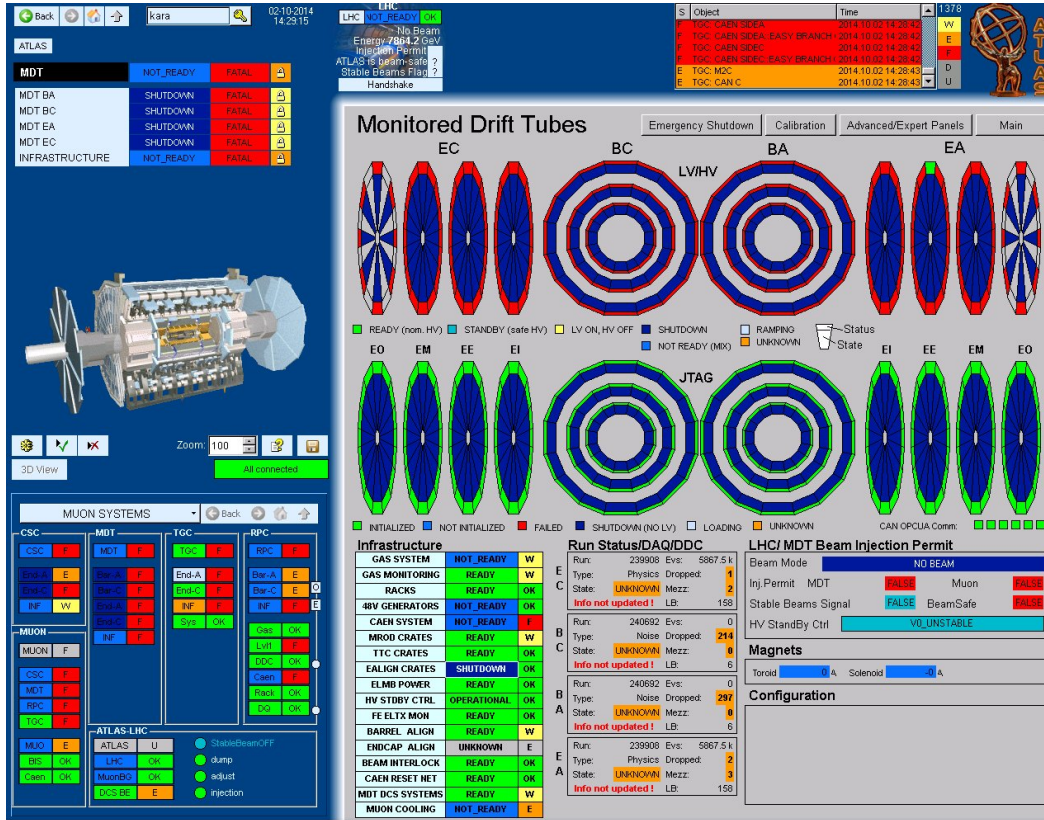 Back
kara
02-10-2014
14:29:15
ATLAS
MDT NOT_READY FATAL
MDT BA SHUTDOWN FATAL
MDT BC SHUTDOWN FATAL
MDT EA SHUTDOWN FATAL
MDT EC SHUTDOWN FATAL
INFRASTRUCTURE NOT_READY FATAL
LHC
LHC NOT_READY OK
No Beam
Energy 7864.2 GeV
Injection Permit
ATLAS is beam-safe ?
Stable Beams Flag ?
Handshake
S Object Time
F TGC: CAEN SIDEA 2014.10.02 14:28:42
F TGC: CAEN SIDEA: EASY BRANCH 2014.10.02 14:28:42
F TGC: CAEN SIDEC 2014.10.02 14:28:42
F TGC: CAEN SIDEC: EASY BRANCH 2014.10.02 14:28:42
E TGC: M2C 2014.10.02 14:28:43
E TGC: CAN C 2014.10.02 14:28:43
1378
W
E
F
D
U
ATLAS
Monitored Drift Tubes
Emergency Shutdown Calibration Advanced/Expert Panels Main
EC BC BA EA
LV/HV
READY (nom. HV) STANDBY (safe HV) LV ON, HV OFF SHUTDOWN RAMPING Status
NOT READY (MIX) UNKNOWN State
EO EM EE EI EI EE EM EO
JTAG
INITIALIZED NOT INITIALIZED FAILED SHUTDOWN (NO LV) LOADING UNKNOWN CAN OPCUA Comm:
Zoom: 100
3D View
All connected
MUON SYSTEMS Back
CSC
CSC F
End-A E
End-C F
INF W
MDT
MDT F
Bar-A F
Bar-C F
End-A F
End-C F
INF F
TGC
TGC F
End-A F
End-C F
INF F
Sys OK
RPC
RPC F
Bar-A E
Bar-C E O
INF F E
Gas OK
Lvl1 F
DDC OK
Caen F
Rack OK
DQ OK
MUON
MUON F
CSC F
MDT F
RPC F
TGC F
MUO E
BIS OK
Caen OK
ATLAS-LHC
ATLAS U
LHC OK
MuonBG OK
DCS BE E
StableBeamOFF
dump
adjust
injection
Infrastructure
GAS SYSTEM NOT_READY W
GAS MONITORING READY W
RACKS READY OK
48V GENERATORS NOT_READY OK
CAEN SYSTEM NOT_READY F
MROD CRATES READY W
TTC CRATES READY OK
EALIGN CRATES SHUTDOWN OK
ELMB POWER READY OK
HV STDBY CTRL OPERATIONAL OK
FE ELTX MON READY OK
BARREL ALIGN READY W
ENDCAP ALIGN UNKNOWN E
BEAM INTERLOCK READY OK
CAEN RESET NET READY OK
MDT DCS SYSTEMS READY W
MUON COOLING NOT_READY E
Run Status/DAQ/DDC
EC
Run: 239908 Evs: 5867.5 k
Type: Physics Dropped: 1
State: UNKNOWN Mezz: 2
Info not updated ! LB: 158
BC
Run: 240692 Evs: 0
Type: Noise Dropped: 214
State: UNKNOWN Mezz: 0
Info not updated ! LB: 6
BA
Run: 240692 Evs: 0
Type: Noise Dropped: 297
State: UNKNOWN Mezz: 0
Info not updated ! LB: 6
EA
Run: 239908 Evs: 5867.5 k
Type: Physics Dropped: 2
State: UNKNOWN Mezz: 3
Info not updated ! LB: 158
LHC/ MDT Beam Injection Permit
Beam Mode NO BEAM
Inj.Permit MDT FALSE Muon FALSE
Stable Beams Signal FALSE BeamSafe FALSE
HV StandBy Ctrl V0_UNSTABLE
Magnets
Toroid 0 A, Solenoid -0 A,
Configuration